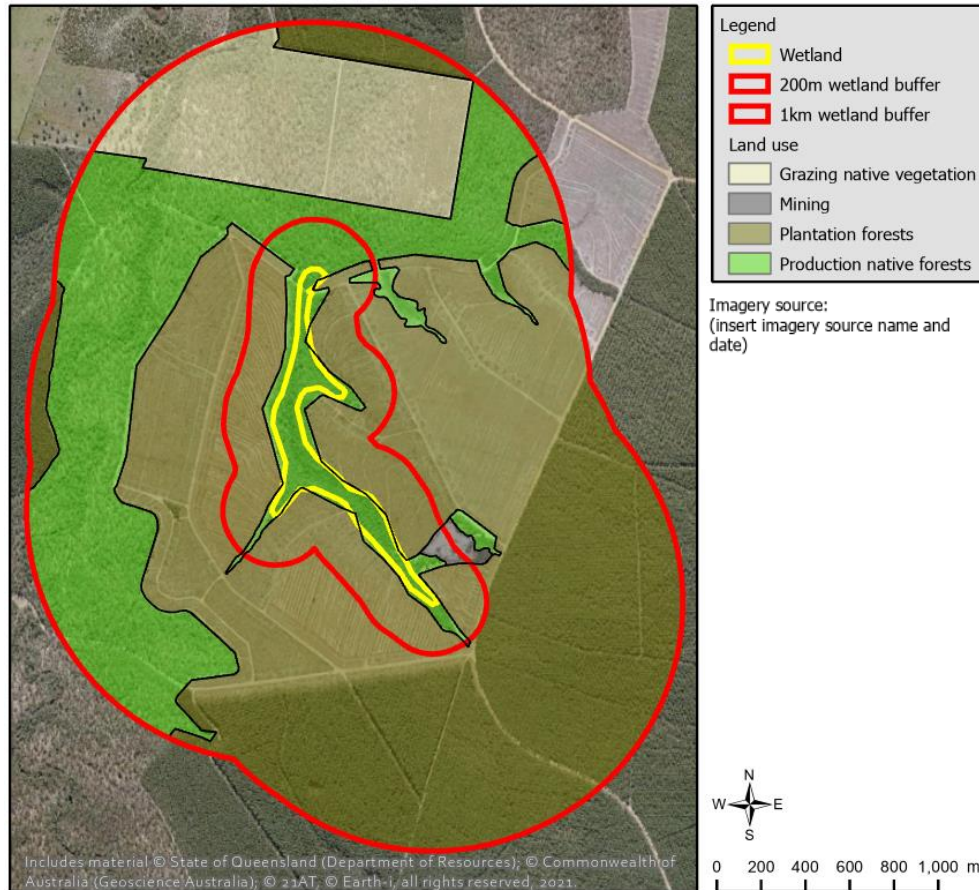 Legend
Wetland
200m wetland buffer
1km wetland buffer
Land use
Grazing native vegetation
Mining
Plantation forests
Production native forests
Imagery source:
(insert imagery source name and
date)
N
W E
S
0 200 400 600 800 1,000 m
Includes material © State of Queensland (Department of Resources); © Commonwealth of
Australia (Geoscience Australia); © 21AT, © Earth-i, all rights reserved, 2021.